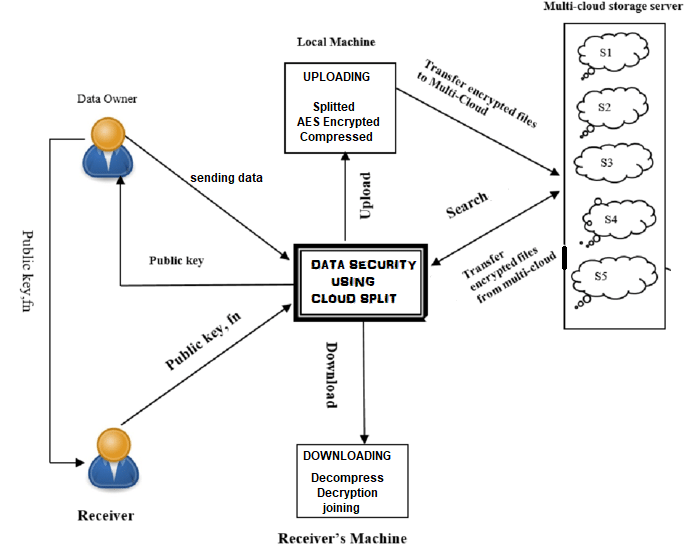 Multi-cloud storage server
Local Machine
UPLOADING
Splitted
AES Encrypted
Compressed
Transfer encrypted files
to Multi-Cloud
S1
S2
S3
S4
S5
Data Owner
sending data
Upload
Search
Public key
Public key,fn
DATA SECURITY
USING
CLOUD SPLIT
Transfer
encrypted files
from multi-cloud
Public key, fn
Download
DOWNLOADING
Decompress
Decryption
joining
Receiver
Receiver's Machine